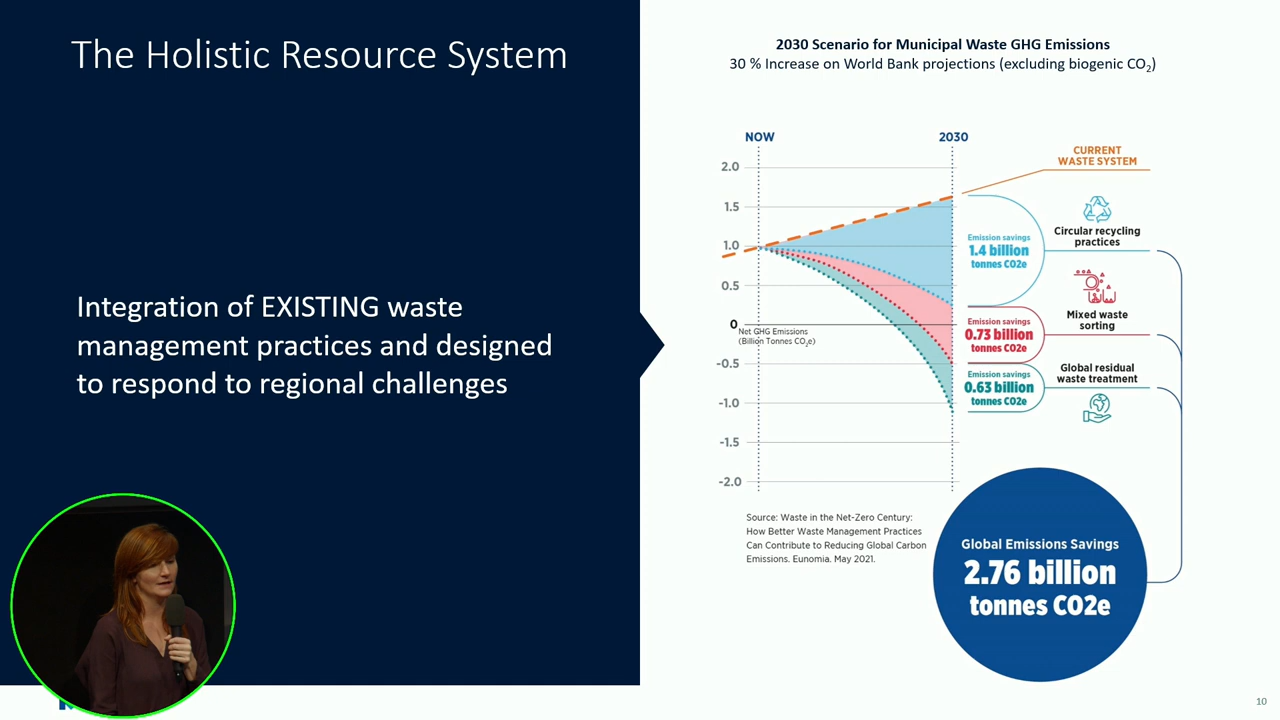 The Holistic Resource System
Integration of EXISTING waste
management practices and designed
to respond to regional challenges
2030 Scenario for Municipal Waste GHG Emissions
30 % Increase on World Bank projections (excluding biogenic CO2)
NOW
2030
2.0
1.5
1.0
0.5
0
-0.5
-1.0
-1.5
-2.0
Net GHG Emissions
(Billion Tonnes CO2e)
CURRENT
WASTE SYSTEM
Emission savings
1.4 billion
tonnes CO2e
Circular recycling
practices
Emission savings
0.73 billion
tonnes CO2e
Mixed waste
sorting
Emission savings
0.63 billion
tonnes CO2e
Global residual
waste treatment
Source: Waste in the Net-Zero Century:
How Better Waste Management Practices
Can Contribute to Reducing Global Carbon
Emissions. Eunomia. May 2021.
Global Emissions Savings
2.76 billion
tonnes CO2e
10